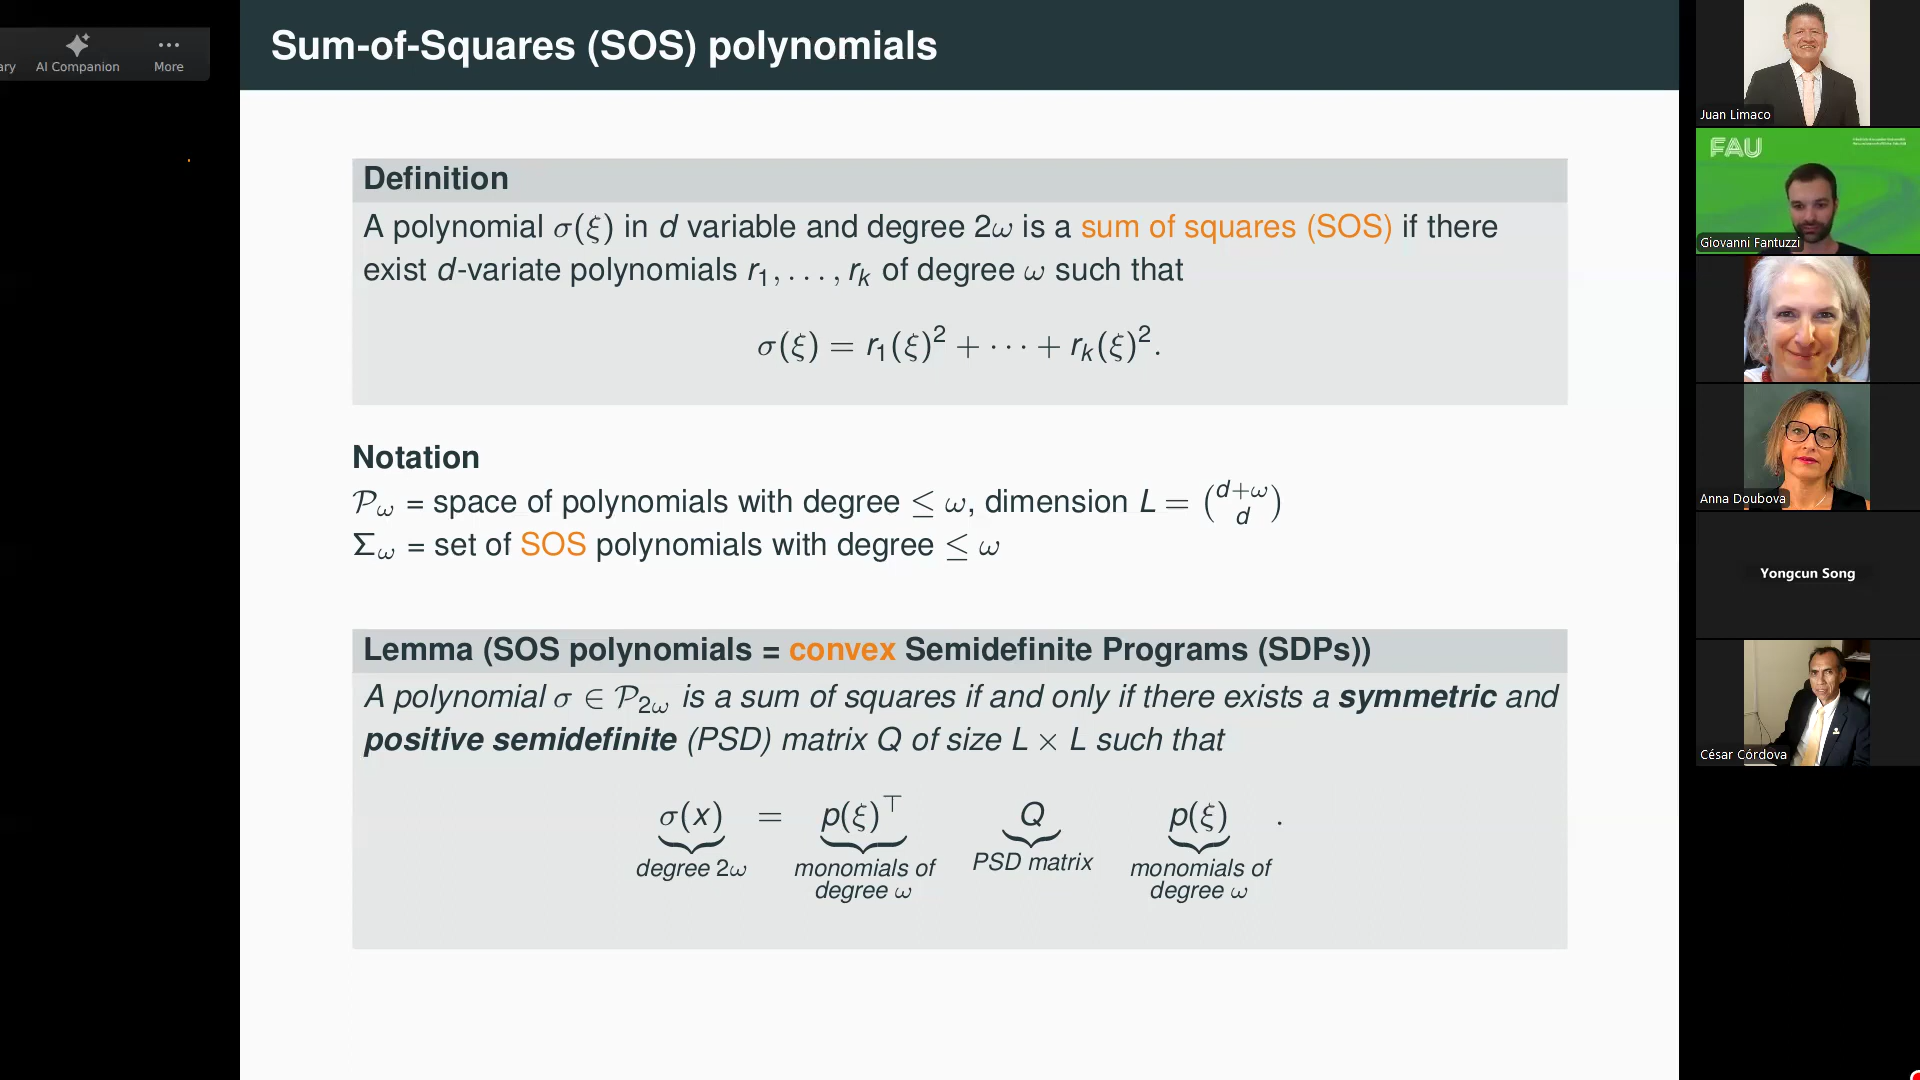 ary
AI Companion
More
Sum-of-Squares (SOS) polynomials
Definition
A polynomial σ(ξ) in d variable and degree 2ω is a sum of squares (SOS) if there
exist d-variate polynomials r₁, . . . , rₖ of degree ω such that
σ(ξ) = r₁(ξ)² + · · · + rₖ(ξ)².
Notation
𝒫_ω = space of polynomials with degree ≤ ω, dimension L = (d+ω d)
Σ_ω = set of SOS polynomials with degree ≤ ω
Lemma (SOS polynomials = convex Semidefinite Programs (SDPs))
A polynomial σ ∈ 𝒫_2ω is a sum of squares if and only if there exists a symmetric and
positive semidefinite (PSD) matrix Q of size L × L such that
σ(x) = p(ξ)⊤ Q p(ξ) .
degree 2ω monomials of degree ω PSD matrix monomials of degree ω
Juan Limaco
FAU
Giovanni Fantuzzi
Anna Doubova
Yongcun Song
César Córdova